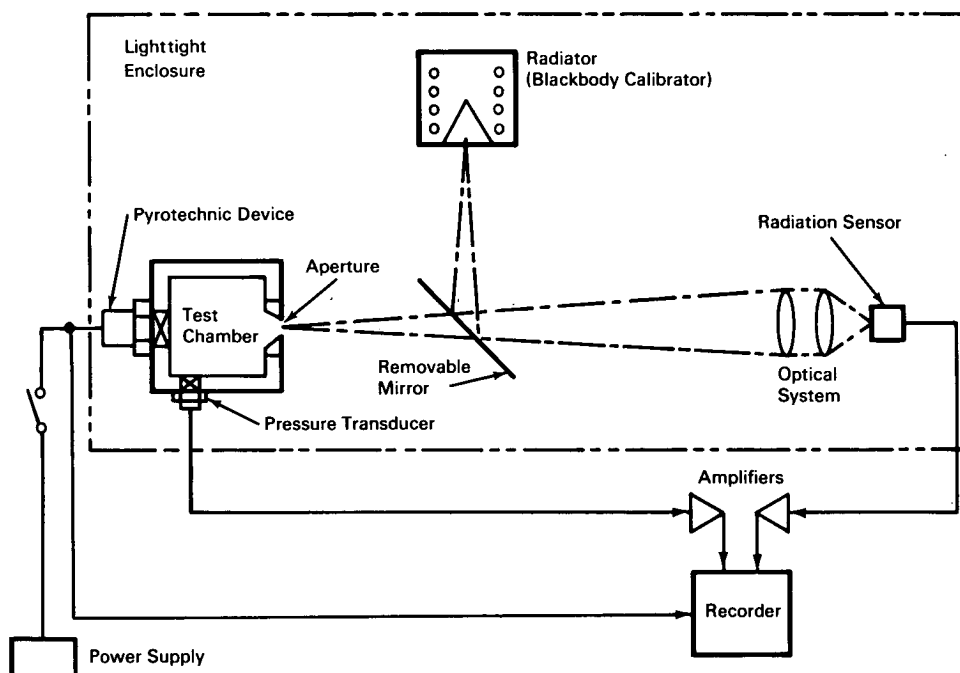 Lighttight
Enclosure
Radiator
(Blackbody Calibrator)
Pyrotechnic Device
Radiation Sensor
Aperture
Test
Chamber
Removable
Mirror
Optical
System
Pressure Transducer
Amplifiers
Recorder
Power Supply